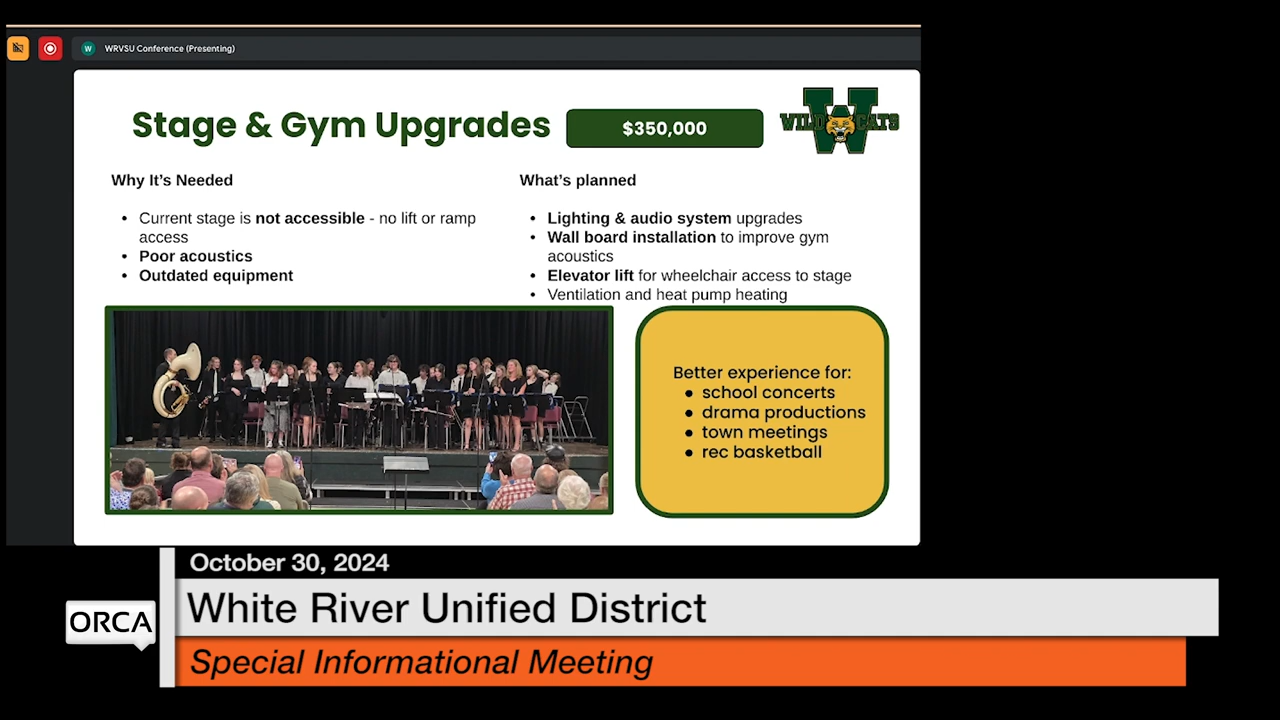 WRVSU Conference (Presenting)
W
Stage & Gym Upgrades
$350,000
WILDCATS
Why It's Needed
• Current stage is not accessible - no lift or ramp
access
• Poor acoustics
• Outdated equipment
What's planned
• Lighting & audio system upgrades
• Wall board installation to improve gym
acoustics
• Elevator lift for wheelchair access to stage
• Ventilation and heat pump heating
Better experience for:
● school concerts
● drama productions
● town meetings
● rec basketball
October 30, 2024
ORCA
White River Unified District
Special Informational Meeting